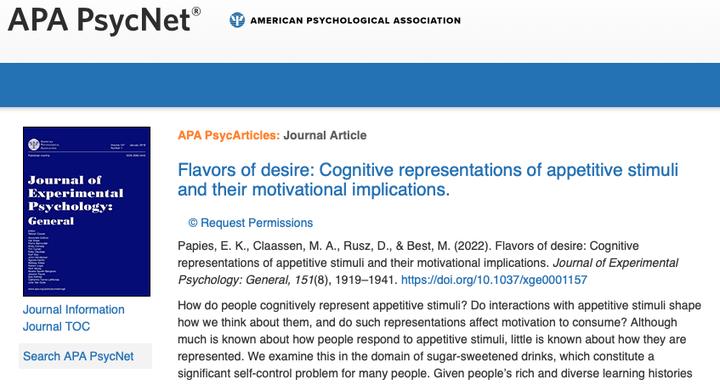 APA PsycNet®
AMERICAN PSYCHOLOGICAL ASSOCIATION
Journal of
Experimental
Psychology:
General
Journal Information
Journal TOC
Search APA PsycNet
APA PsycArticles: Journal Article
Flavors of desire: Cognitive representations of appetitive stimuli
and their motivational implications.
© Request Permissions
Papies, E. K., Claassen, M. A., Rusz, D., & Best, M. (2022). Flavors of desire: Cognitive
representations of appetitive stimuli and their motivational implications. Journal of Experimental
Psychology: General, 151(8), 1919–1941. https://doi.org/10.1037/xge0001157
How do people cognitively represent appetitive stimuli? Do interactions with appetitive stimuli shape
how we think about them, and do such representations affect motivation to consume? Although
much is known about how people respond to appetitive stimuli, little is known about how they are
represented. We examine this in the domain of sugar-sweetened drinks, which constitute a
significant self-control problem for many people. Given people's rich and diverse learning histories